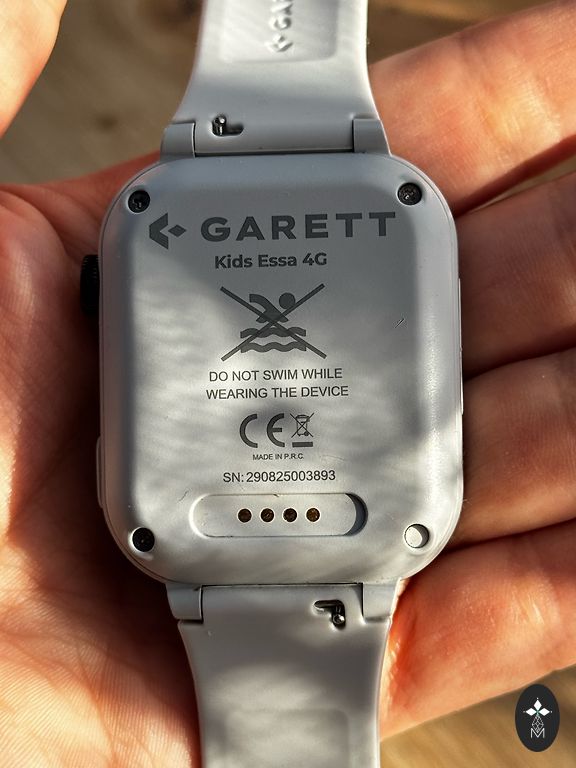 GARETT
Kids Essa 4G
DO NOT SWIM WHILE
WEARING THE DEVICE
CE
MADE IN P.R.C.
SN: 290825003893
M